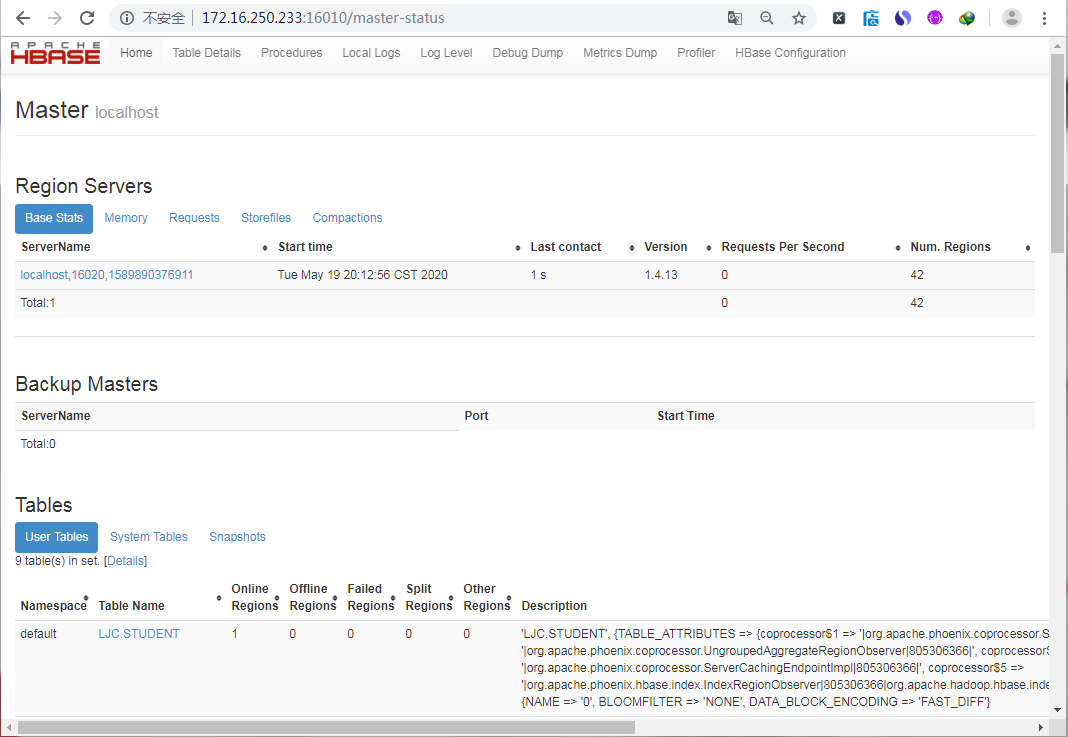 不安全 172.16.250.233:16010/master-status
APACHE
HBASE
Home Table Details Procedures Local Logs Log Level Debug Dump Metrics Dump Profiler HBase Configuration
Master localhost
Region Servers
Base Stats Memory Requests Storefiles Compactions
ServerName Start time Last contact Version Requests Per Second Num. Regions
localhost,16020,1589890376911 Tue May 19 20:12:56 CST 2020 1 s 1.4.13 0 42
Total:1 0 42
Backup Masters
ServerName Port Start Time
Total:0
Tables
User Tables System Tables Snapshots
9 table(s) in set. [Details]
Namespace Table Name Online Regions Offline Regions Failed Regions Split Regions Other Regions Description
default LJC.STUDENT 1 0 0 0 0 'LJC.STUDENT', {TABLE_ATTRIBUTES => {coprocessor$1 => '|org.apache.phoenix.coprocessor.S
'|org.apache.phoenix.coprocessor.UngroupedAggregateRegionObserver|805306366|', coprocessor$
'|org.apache.phoenix.coprocessor.ServerCachingEndpointImpl|805306366|', coprocessor$5 =>
'|org.apache.phoenix.hbase.index.IndexRegionObserver|805306366|org.apache.hadoop.hbase.inde
{NAME => '0', BLOOMFILTER => 'NONE', DATA_BLOCK_ENCODING => 'FAST_DIFF'}